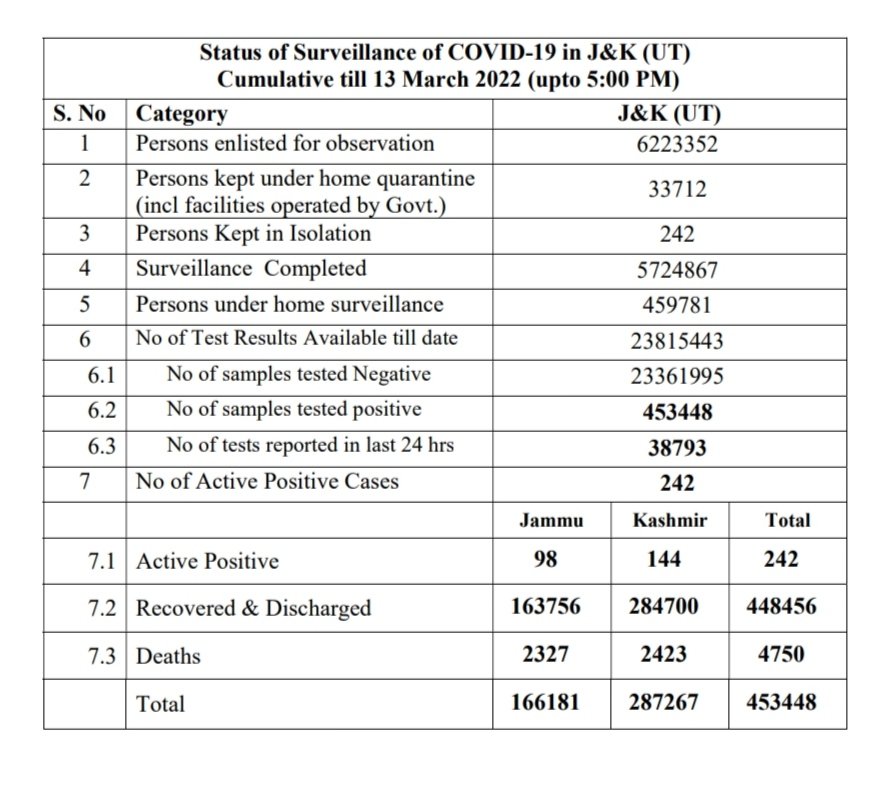 Status of Surveillance of COVID-19 in J&K (UT)
Cumulative till 13 March 2022 (upto 5:00 PM)
S. No Category J&K (UT)
1 Persons enlisted for observation 6223352
2 Persons kept under home quarantine
(incl facilities operated by Govt.) 33712
3 Persons Kept in Isolation 242
4 Surveillance Completed 5724867
5 Persons under home surveillance 459781
6 No of Test Results Available till date 23815443
6.1 No of samples tested Negative 23361995
6.2 No of samples tested positive 453448
6.3 No of tests reported in last 24 hrs 38793
7 No of Active Positive Cases 242
Jammu Kashmir Total
7.1 Active Positive 98 144 242
7.2 Recovered & Discharged 163756 284700 448456
7.3 Deaths 2327 2423 4750
Total 166181 287267 453448